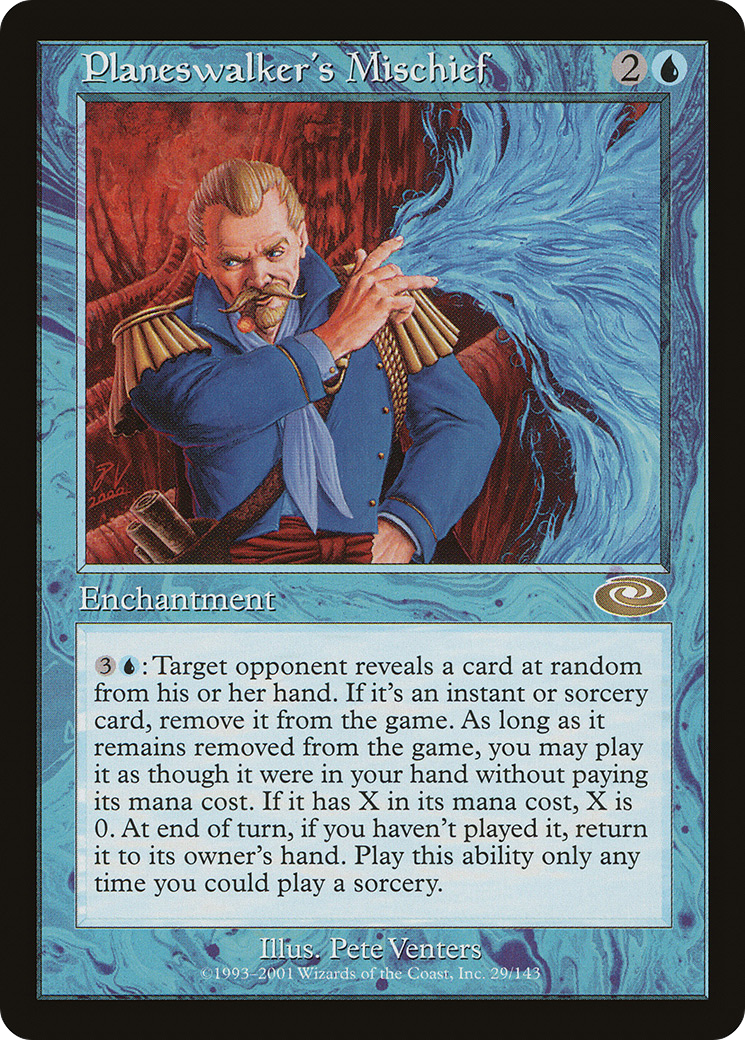 Planeswalker's Mischief 2
PV
2000
Enchantment
3 : Target opponent reveals a card at random
from his or her hand. If it's an instant or sorcery
card, remove it from the game. As long as it
remains removed from the game, you may play
it as though it were in your hand without paying
its mana cost. If it has X in its mana cost, X is
0. At end of turn, if you haven't played it, return
it to its owner's hand. Play this ability only any
time you could play a sorcery.
Illus. Pete Venters
©1993–2001 Wizards of the Coast, Inc. 29/143